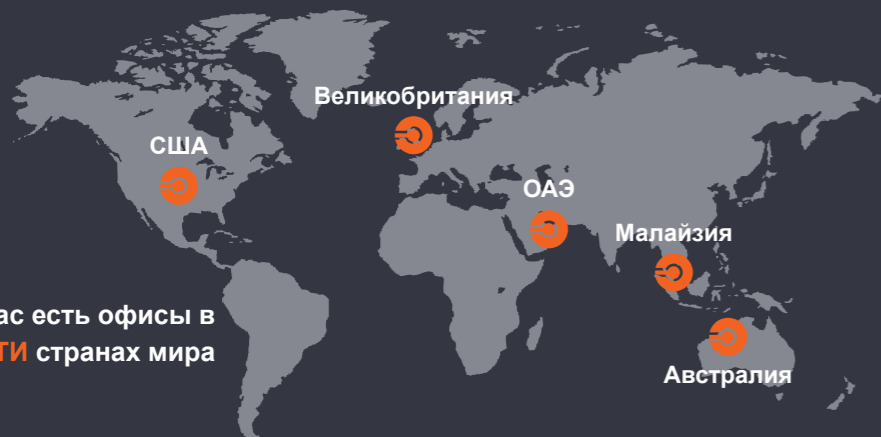 Великобритания
США
ОАЭ
Малайзия
ас есть офисы в
ТИ странах мира
Австралия